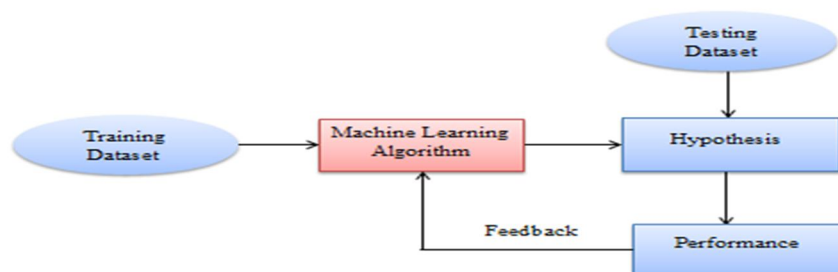 Testing
Dataset
Training
Dataset
Machine Learning
Algorithm
Hypothesis
Feedback
Performance